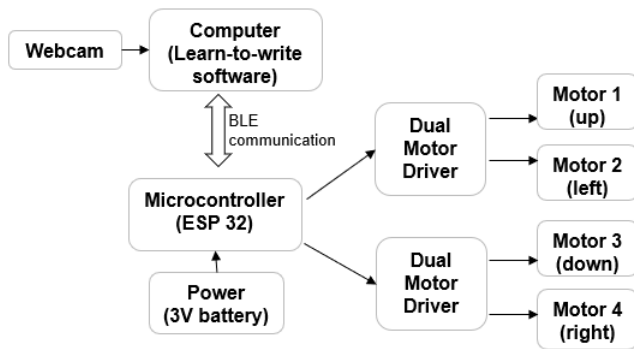 Webcam
Computer
(Learn-to-write
software)
BLE
communication
Microcontroller
(ESP 32)
Power
(3V battery)
Dual
Motor
Driver
Motor 1
(up)
Motor 2
(left)
Dual
Motor
Driver
Motor 3
(down)
Motor 4
(right)